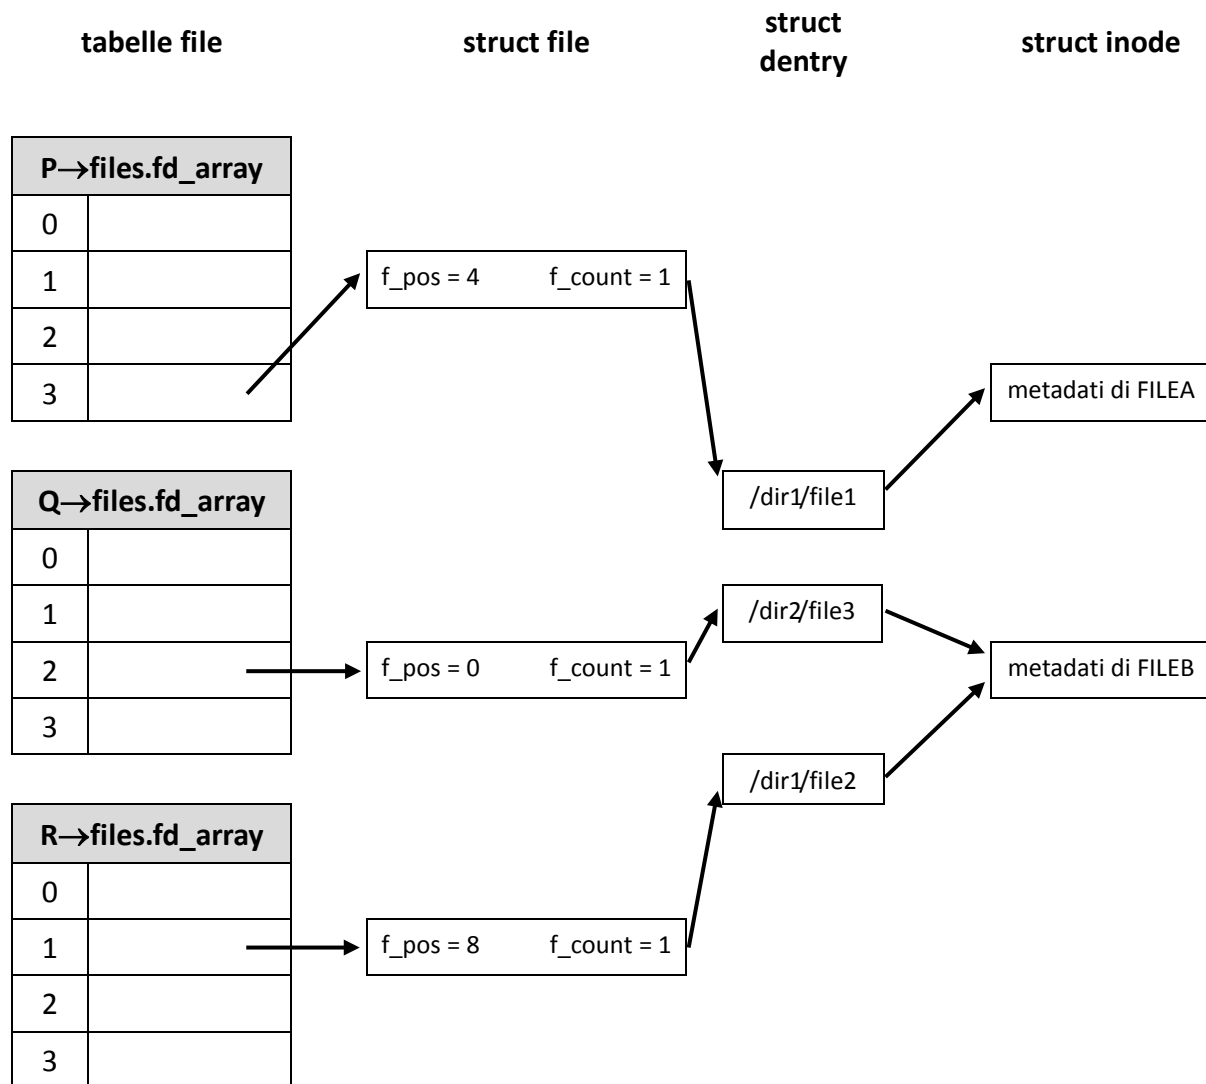 tabelle file
struct file
struct
dentry
struct inode
P→files.fd_array
0
1
2
3
f_pos = 4 f_count = 1
metadati di FILEA
/dir1/file1
Q→files.fd_array
0
1
2
3
/dir2/file3
f_pos = 0 f_count = 1
metadati di FILEB
/dir1/file2
R→files.fd_array
0
1
2
3
f_pos = 8 f_count = 1